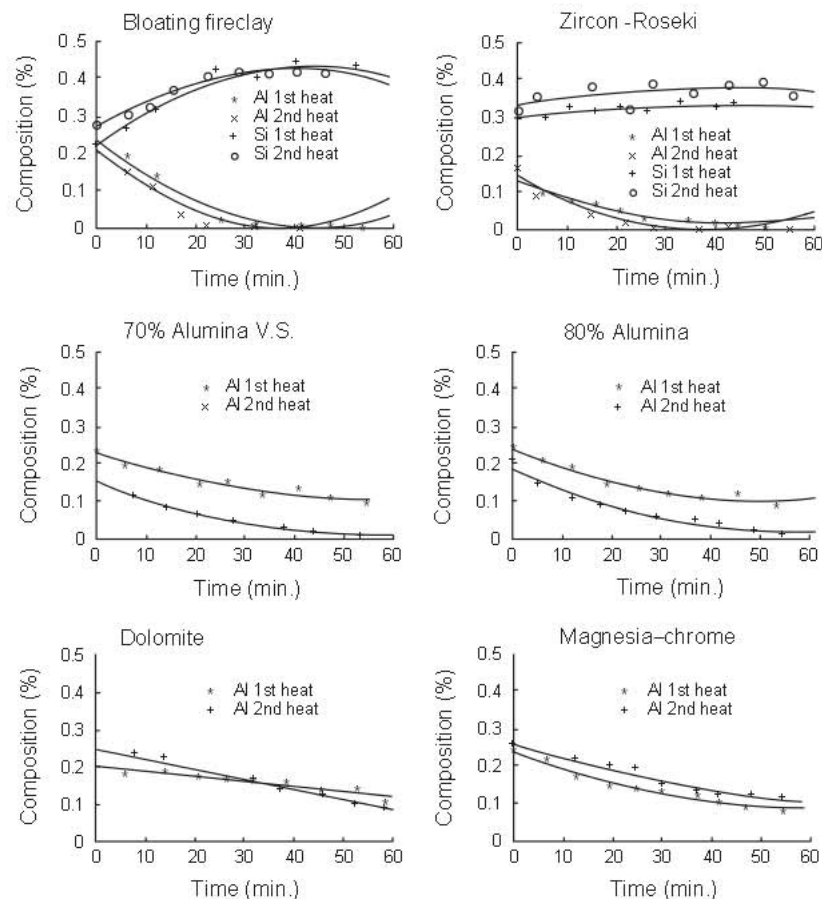 Bloating fireclay
0.5
0.4
0.3
0.2
0.1
0
Composition (%)
Al 1st heat
Al 2nd heat
Si 1st heat
Si 2nd heat
0 10 20 30 40 50 60
Time (min.)
Zircon -Roseki
0.5
0.4
0.3
0.2
0.1
0
Composition (%)
Al 1st heat
Al 2nd heat
Si 1st heat
Si 2nd heat
0 10 20 30 40 50 60
Time (min.)
70% Alumina V.S.
0.5
0.4
0.3
0.2
0.1
0
Composition (%)
Al 1st heat
Al 2nd heat
0 10 20 30 40 50 60
Time (min.)
80% Alumina
0.5
0.4
0.3
0.2
0.1
0
Composition (%)
Al 1st heat
Al 2nd heat
0 10 20 30 40 50 60
Time (min.)
Dolomite
0.5
0.4
0.3
0.2
0.1
0
Composition (%)
Al 1st heat
Al 2nd heat
0 10 20 30 40 50 60
Time (min.)
Magnesia–chrome
0.5
0.4
0.3
0.2
0.1
0
Composition (%)
Al 1st heat
Al 2nd heat
0 10 20 30 40 50 60
Time (min.)